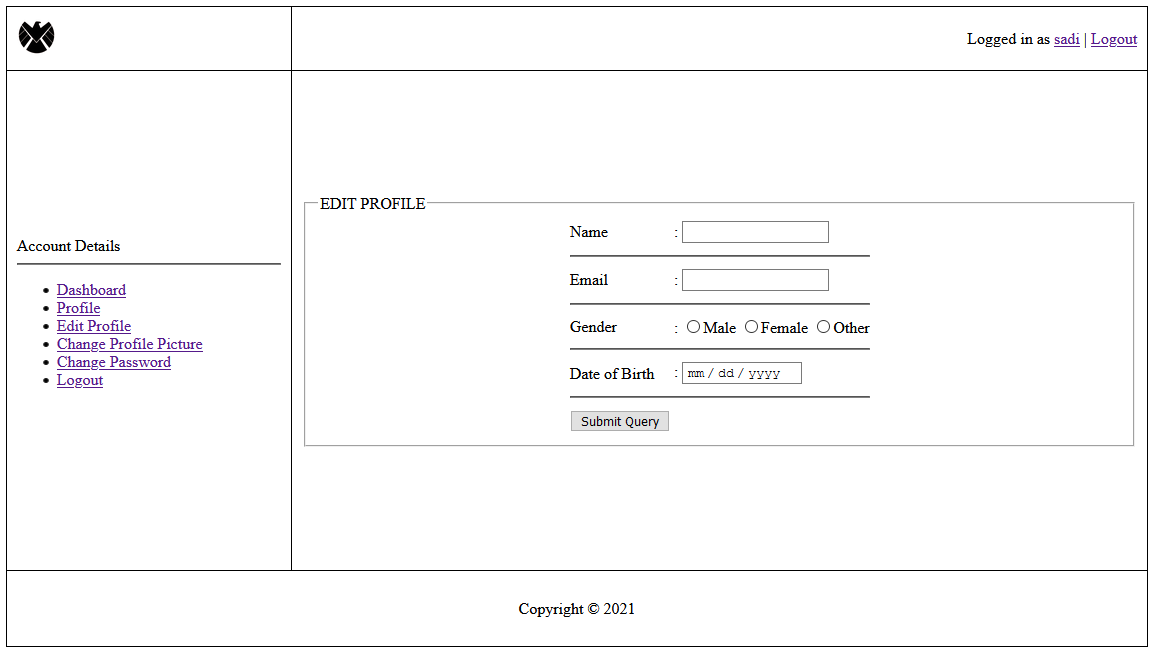 Logged in as sadi | Logout
Account Details
Dashboard
Profile
Edit Profile
Change Profile Picture
Change Password
Logout
EDIT PROFILE
Name :
Email :
Gender : Male Female Other
Date of Birth : mm / dd / yyyy
Submit Query
Copyright © 2021